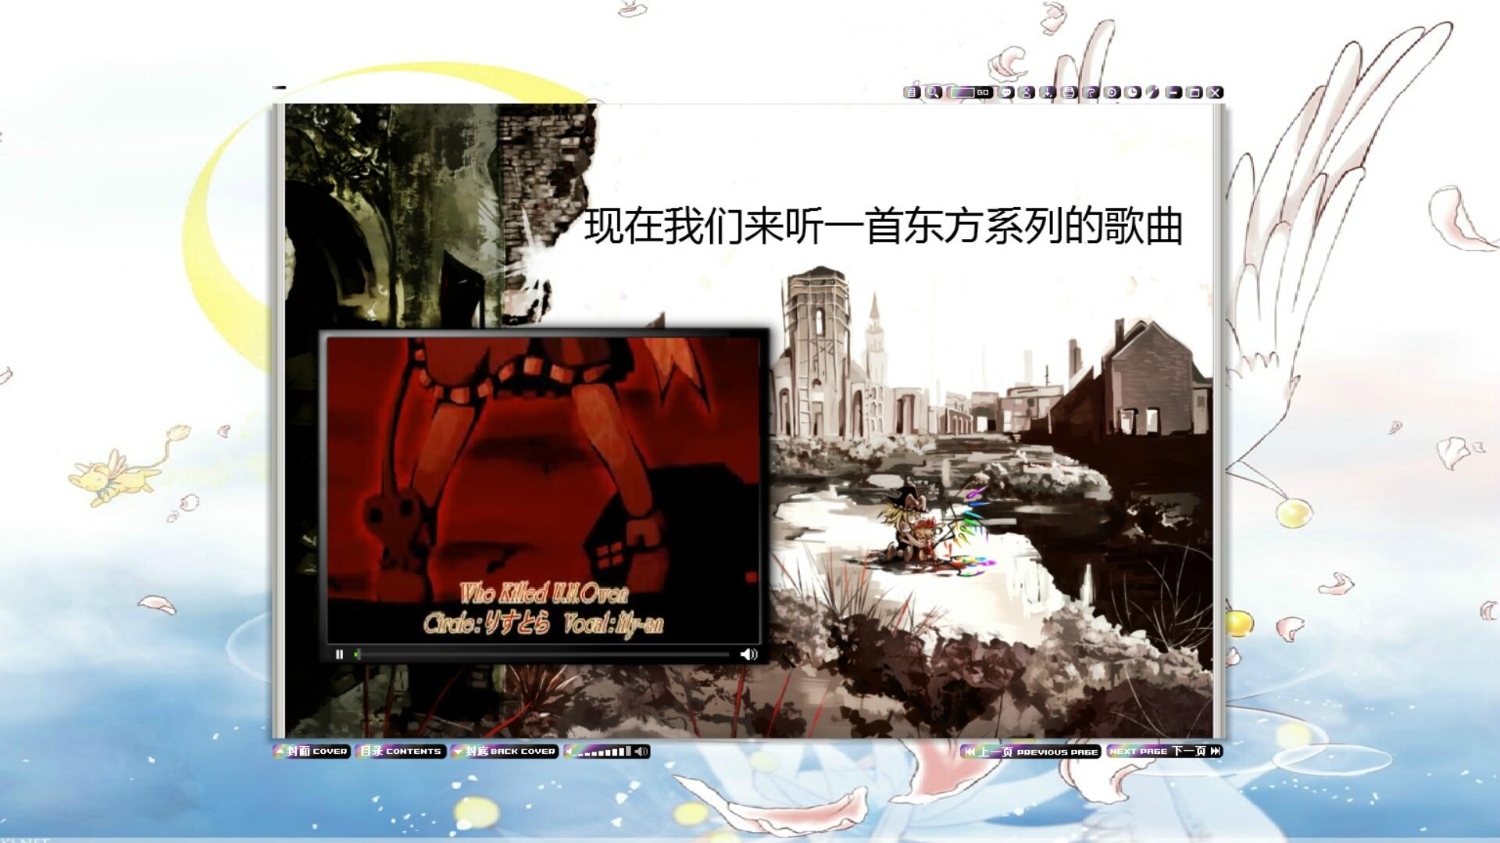 GO
现在我们来听一首东方系列的歌曲
Who Killed U.N.Owen
Circle:りすとら Vocal:lily-an
封面 COVER
目录 CONTENTS
封底 BACK COVER
上一页 PREVIOUS PAGE
NEXT PAGE 下一页